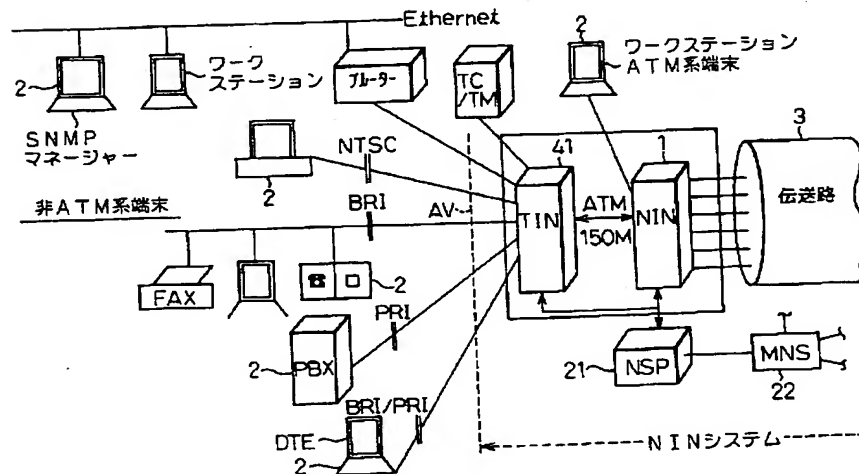 Ethernet
2
ワーク
ステーション
ブルーター
TC
/TM
2
ワークステーション
ATM系端末
SNMP
マネージャー
NTSC
2
41
1
3
伝送路
非ATM系端末
BRI
AV
TIN
ATM
150M
NIN
FAX
2
PRI
2
PBX
21
NSP
MNS
22
BRI/PRI
DTE
2
NINシステム